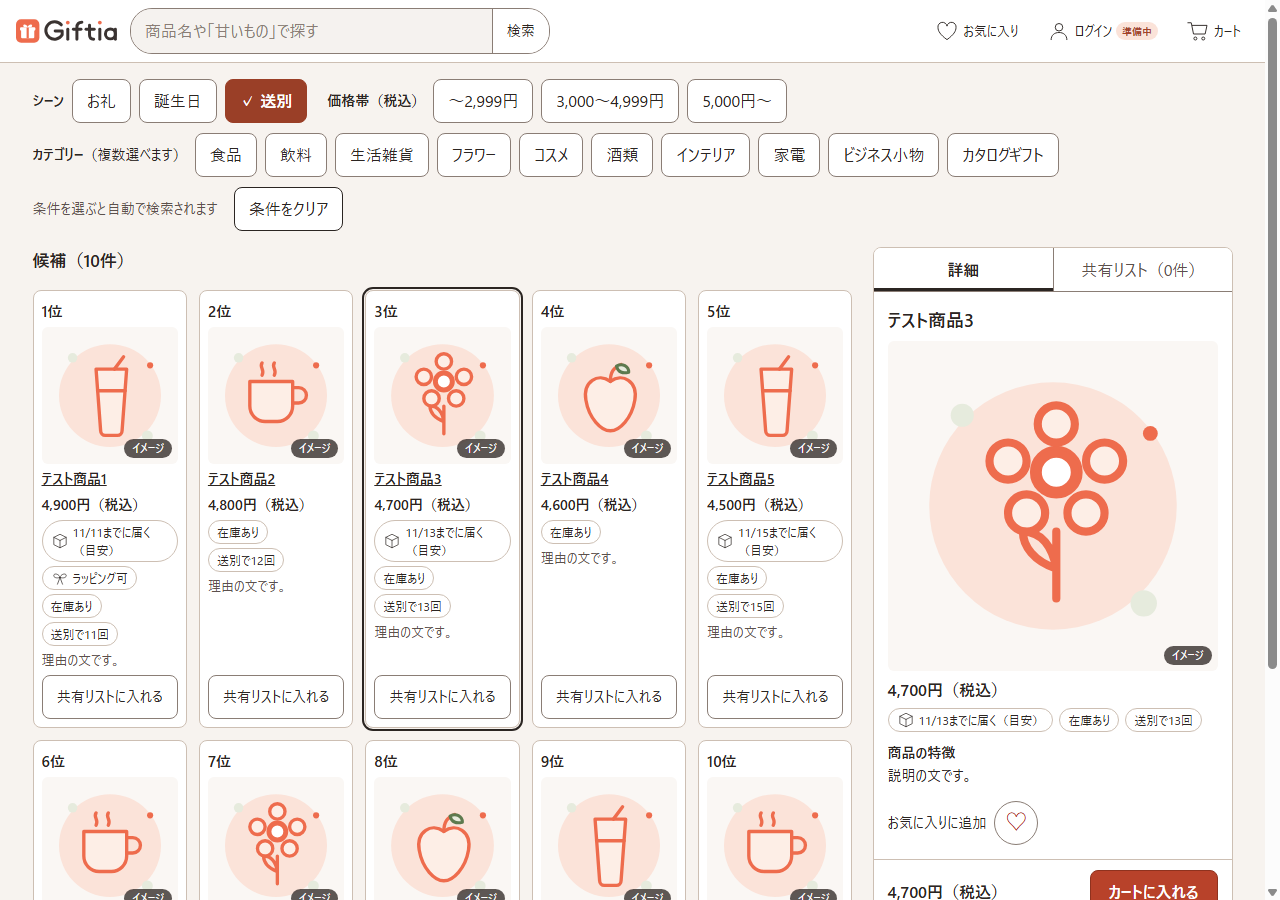 Giftia
商品名や「甘いもの」で探す
検索
お気に入り
ログイン 準備中
カート
シーン お礼 誕生日 ✓ 送別 価格帯（税込） ～2,999円 3,000～4,999円 5,000円～
カテゴリー（複数選べます） 食品 飲料 生活雑貨 フラワー コスメ 酒類 インテリア 家電 ビジネス小物 カタログギフト
条件を選ぶと自動で検索されます 条件をクリア
候補（10件）
1位
イメージ
テスト商品1
4,900円（税込）
11/11までに届く
（目安）
ラッピング可
在庫あり
送別で11回
理由の文です。
共有リストに入れる
2位
イメージ
テスト商品2
4,800円（税込）
在庫あり
送別で12回
理由の文です。
共有リストに入れる
3位
イメージ
テスト商品3
4,700円（税込）
11/13までに届く
（目安）
在庫あり
送別で13回
理由の文です。
共有リストに入れる
4位
イメージ
テスト商品4
4,600円（税込）
在庫あり
理由の文です。
共有リストに入れる
5位
イメージ
テスト商品5
4,500円（税込）
11/15までに届く
（目安）
在庫あり
送別で15回
理由の文です。
共有リストに入れる
6位
イメージ
7位
イメージ
8位
イメージ
9位
イメージ
10位
イメージ
詳細
共有リスト（0件）
テスト商品3
イメージ
4,700円（税込）
11/13までに届く（目安） 在庫あり 送別で13回
商品の特徴
説明の文です。
お気に入りに追加
4,700円（税込）
カートに入れる